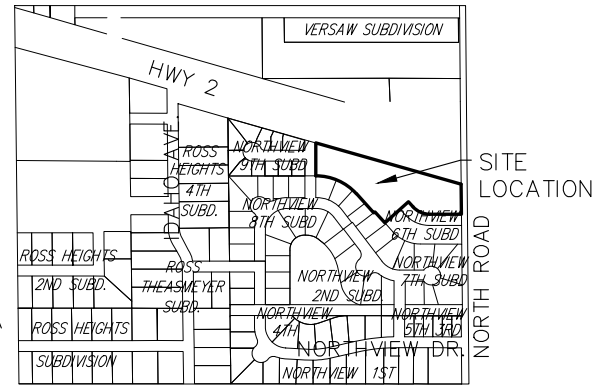 VERSAW SUBDIVISION
HWY 2
IDAHO AVE.
ROSS
HEIGHTS
4TH
SUBD.
NORTHVIEW
9TH SUBD
SITE
LOCATION
NORTHVIEW
8TH SUBD
NORTHVIEW
6TH SUBD
NORTH ROAD
ROSS HEIGHTS
2ND SUBD.
ROSS
THEASMEYER
SUBD.
NORTHVIEW
2ND SUBD.
NORTHVIEW
7TH SUBD
ROSS HEIGHTS
SUBDIVISION
NORTHVIEW
4TH
NORTHVIEW
5TH 3RD
NORTHVIEW DR.
NORTHVIEW 1ST